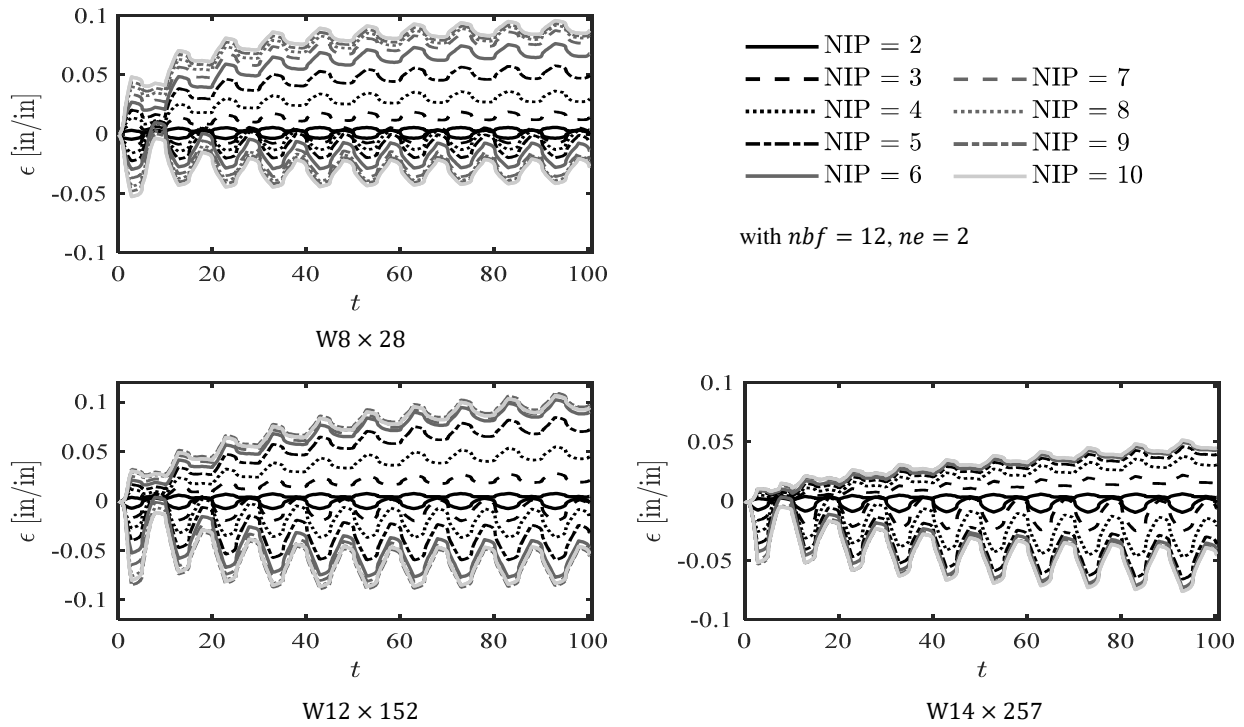 0.1
0.05
0
-0.05
-0.1
ϵ [in/in]
0 20 40 60 80 100
t
W8 × 28
NIP = 2
NIP = 3
NIP = 4
NIP = 5
NIP = 6
NIP = 7
NIP = 8
NIP = 9
NIP = 10
with nbf = 12, ne = 2
0.1
0.05
0
-0.05
-0.1
ϵ [in/in]
0 20 40 60 80 100
t
W12 × 152
0.1
0.05
0
-0.05
-0.1
ϵ [in/in]
0 20 40 60 80 100
t
W14 × 257